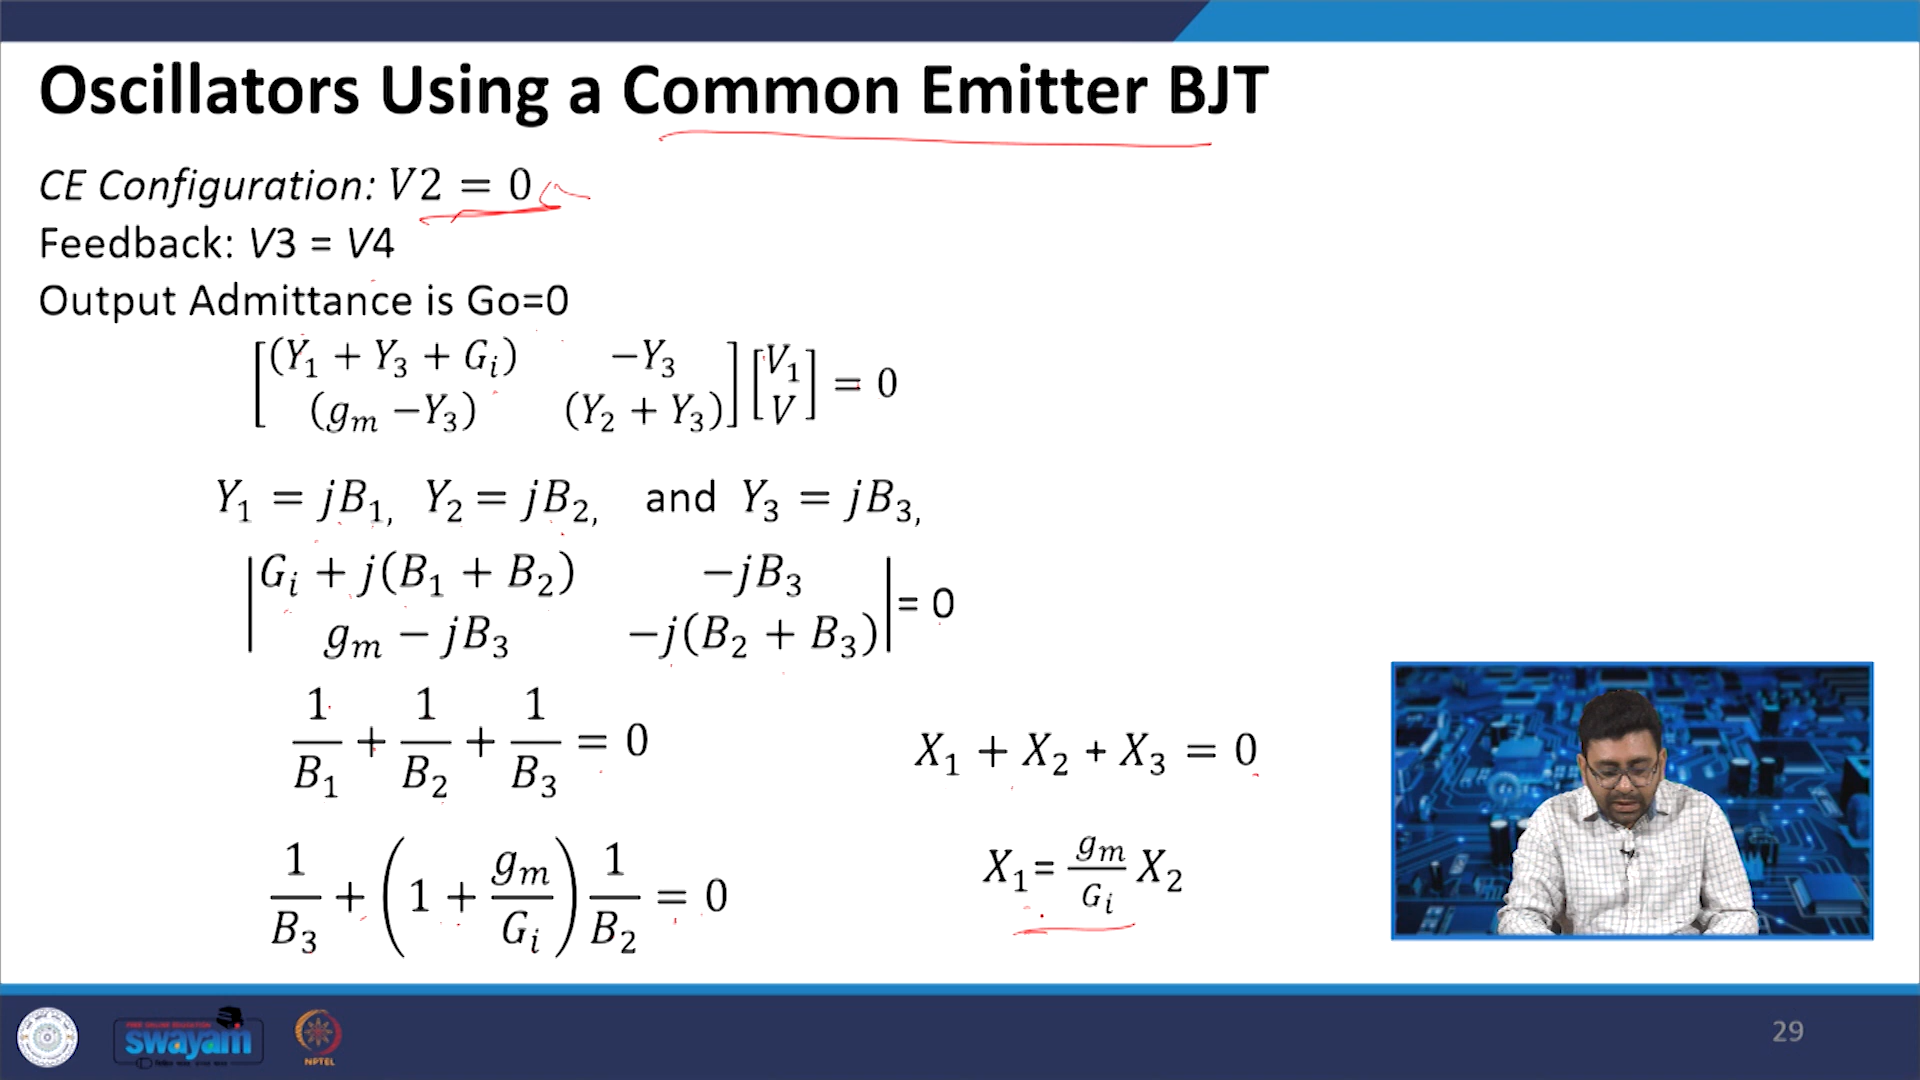 Oscillators Using a Common Emitter BJT
CE Configuration: V2 = 0
Feedback: V3 = V4
Output Admittance is Go=0
[(Y₁ + Y₃ + Gᵢ) −Y₃] [V₁] = 0
[(gₘ −Y₃) (Y₂ + Y₃)] [V]
Y₁ = jB₁, Y₂ = jB₂, and Y₃ = jB₃,
|Gᵢ + j(B₁ + B₂) −jB₃| = 0
|gₘ − jB₃ −j(B₂ + B₃)|
1/B₁ + 1/B₂ + 1/B₃ = 0
X₁ + X₂ + X₃ = 0
1/B₃ + (1 + gₘ/Gᵢ) 1/B₂ = 0
X₁= gₘ/Gᵢ X₂
swayam
NPTEL
29